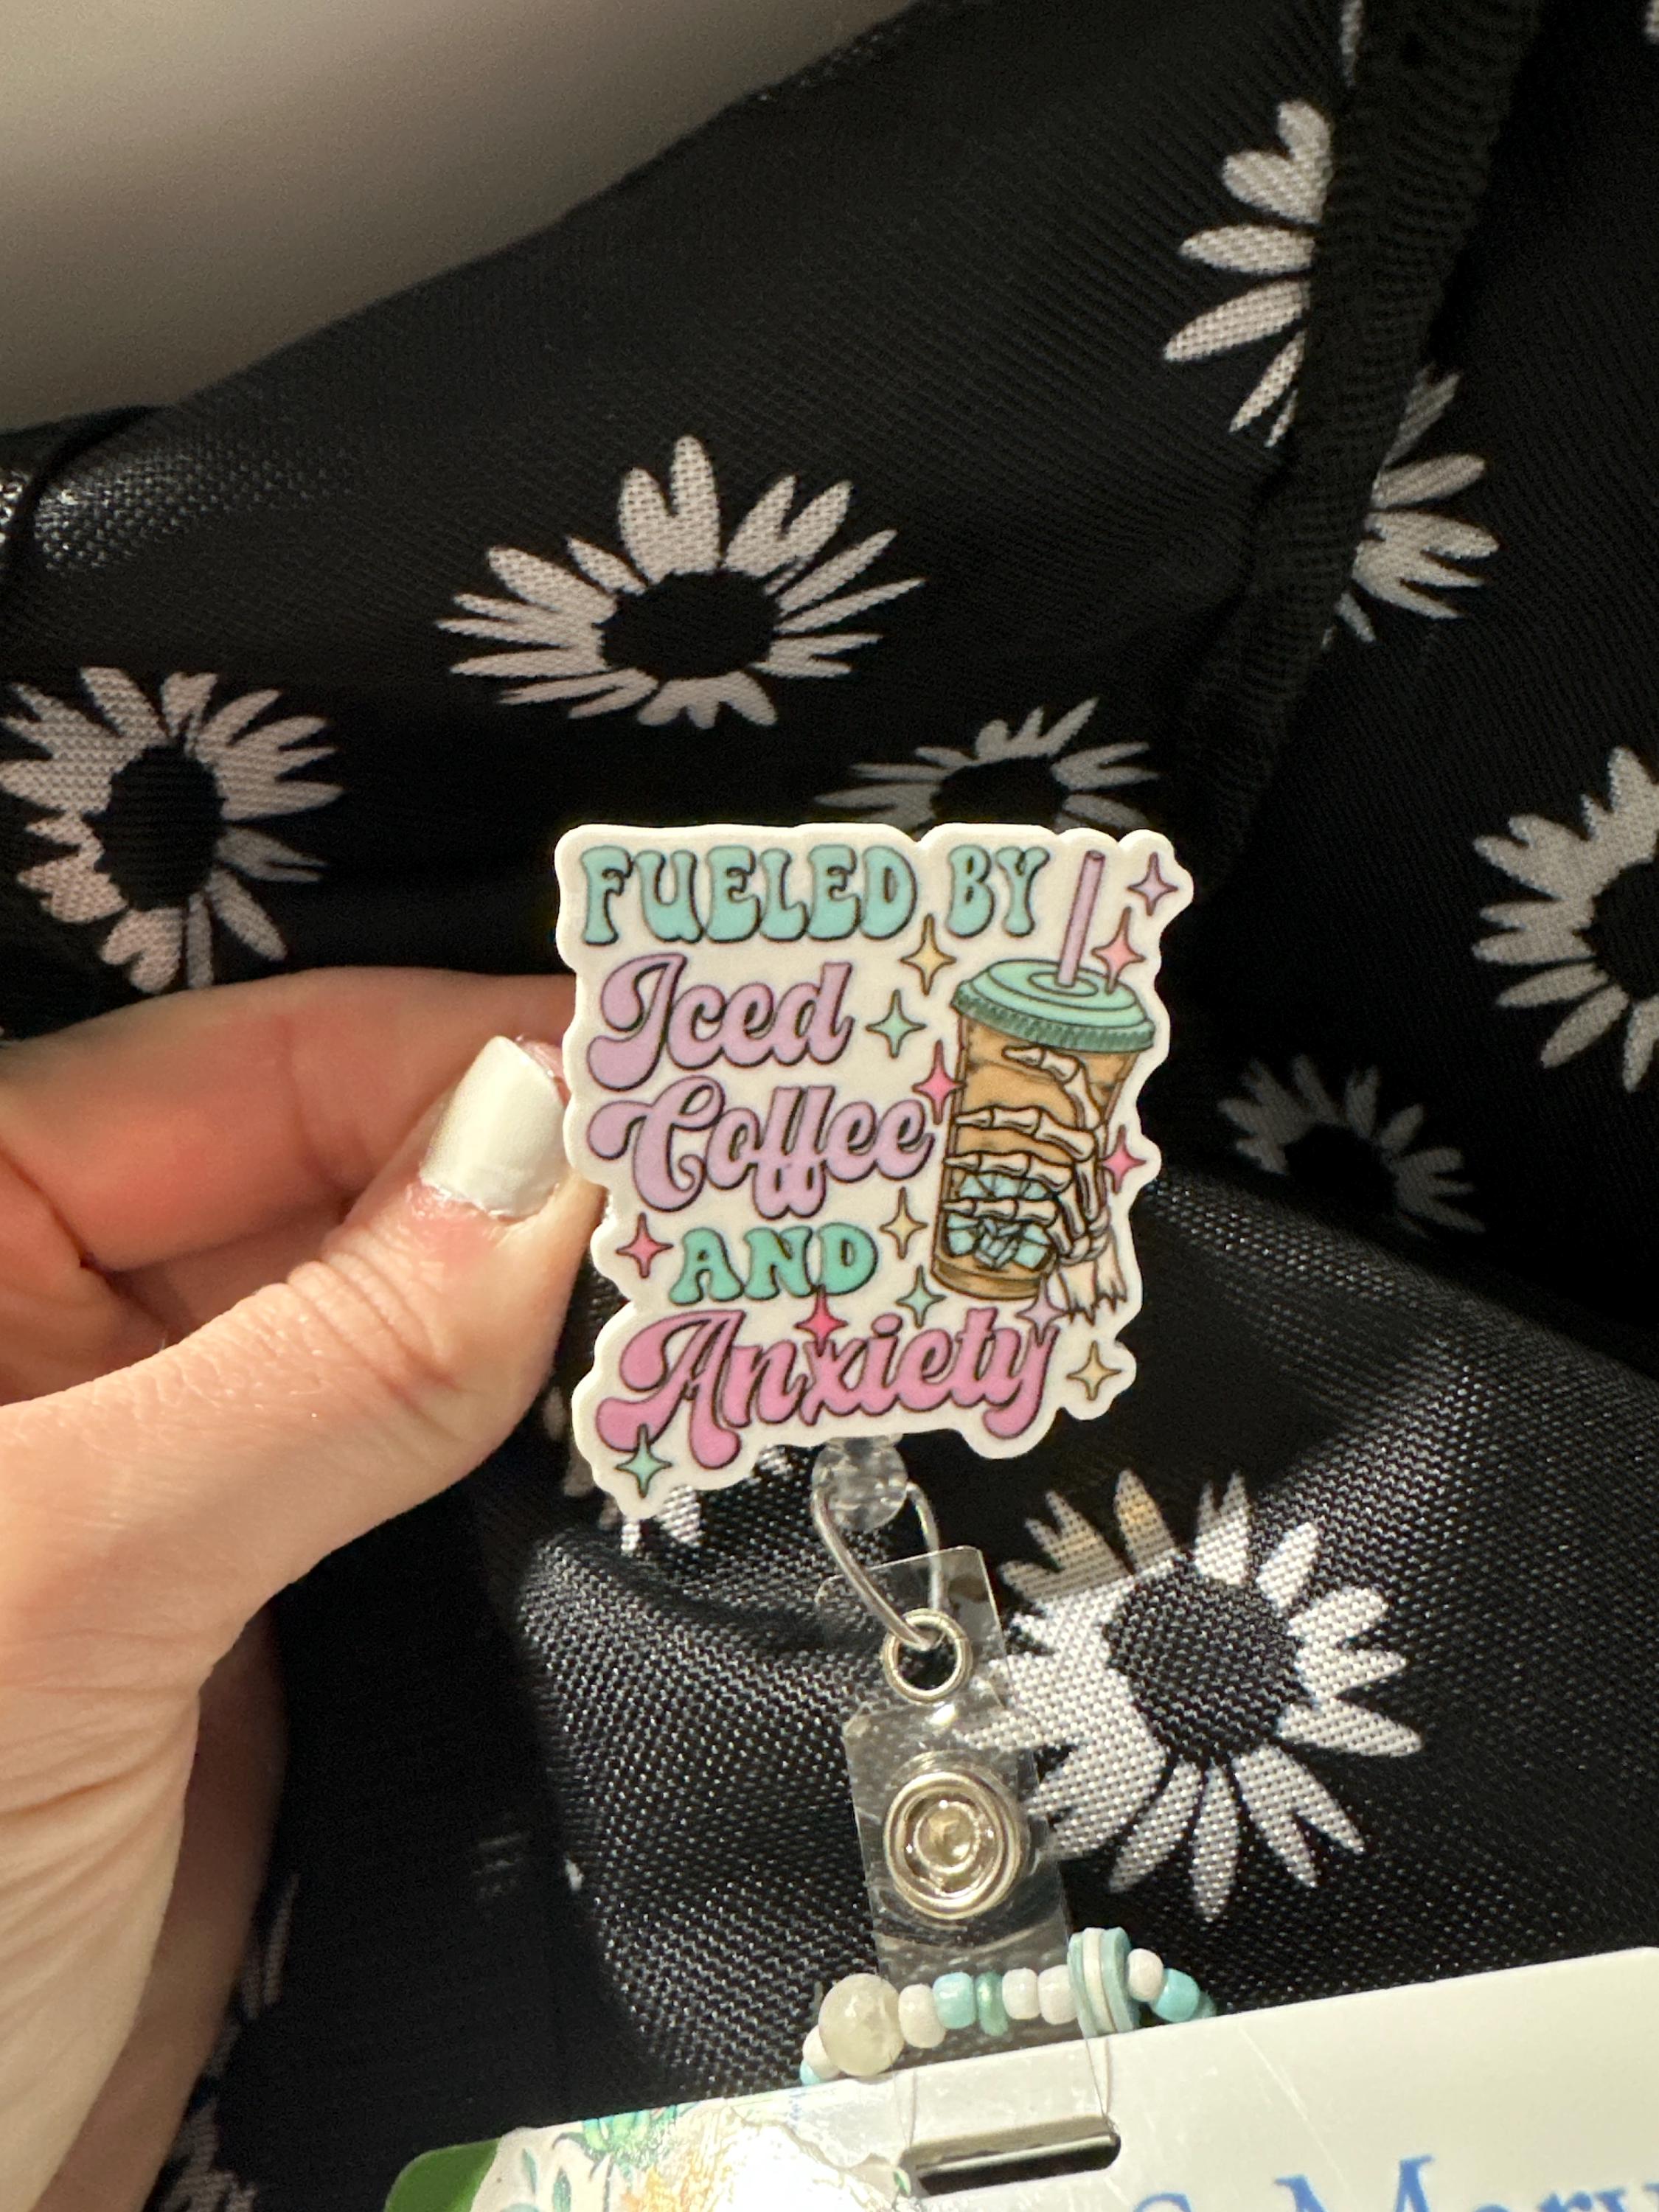 FUELED BY
Iced
Coffee
AND
Anxiety